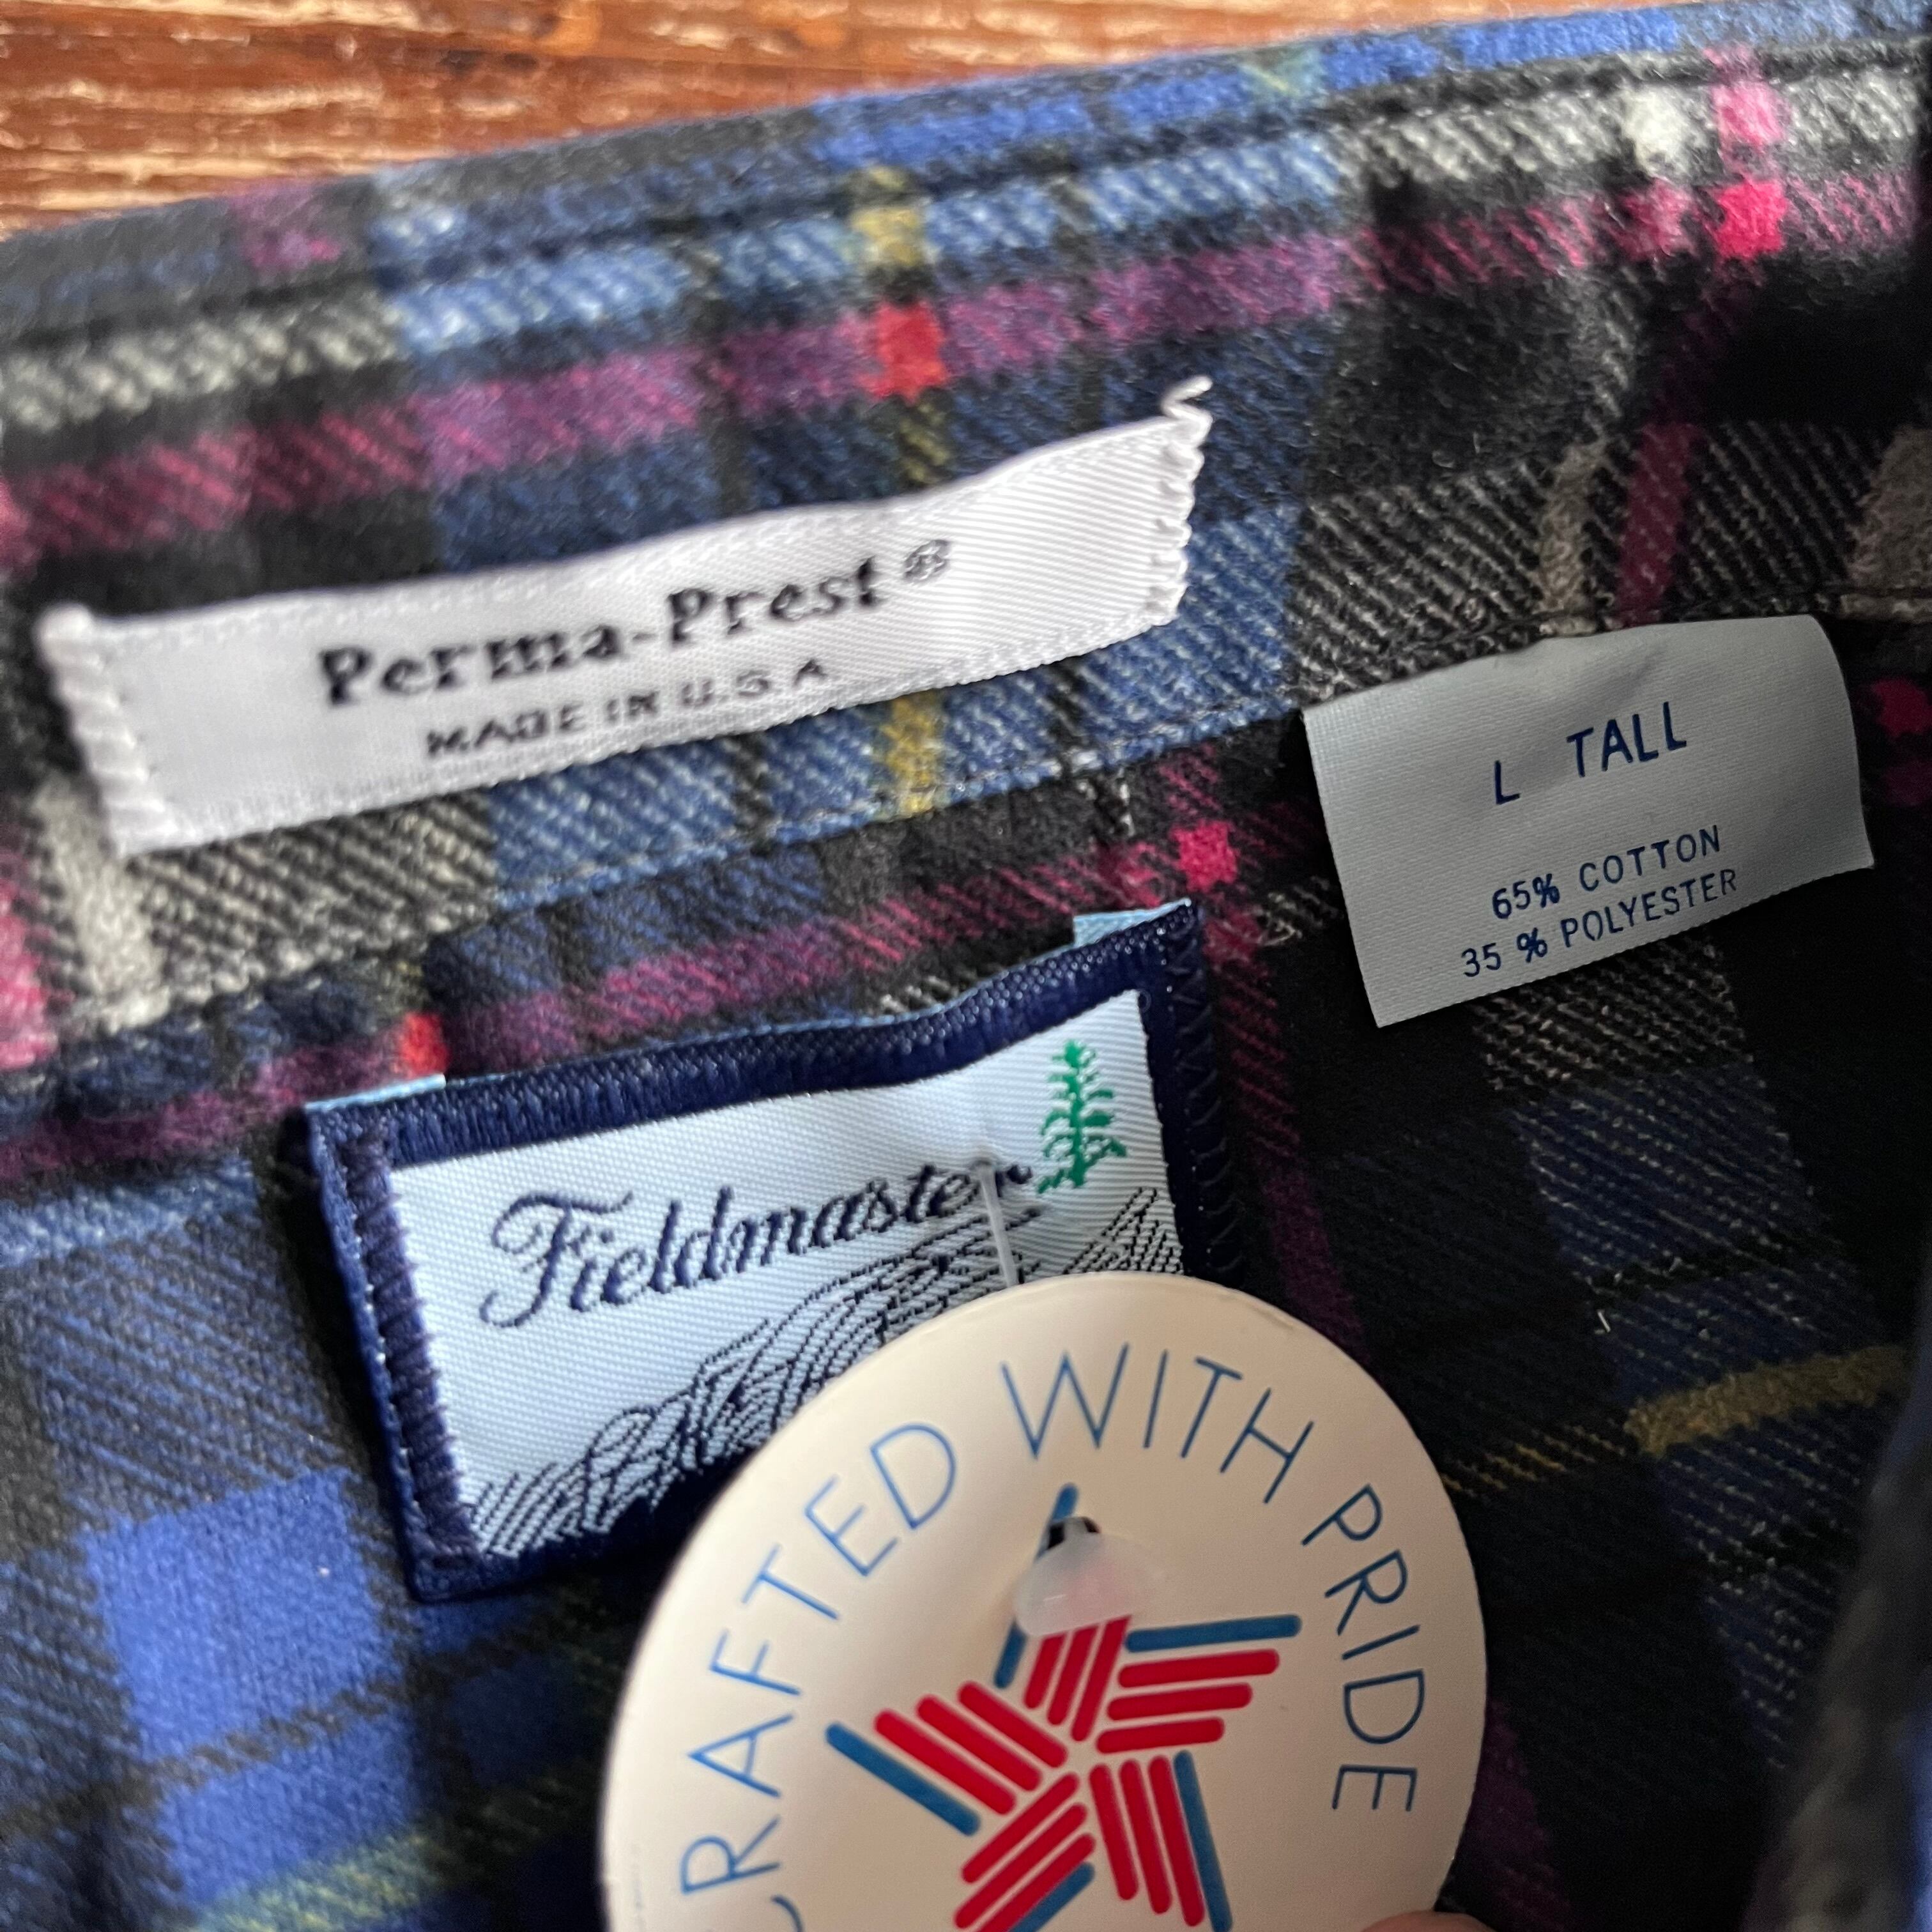 Perma-Prest®
MADE IN U.S.A
L TALL
65% COTTON
35 % POLYESTER
Fieldmaster
CRAFTED WITH PRIDE